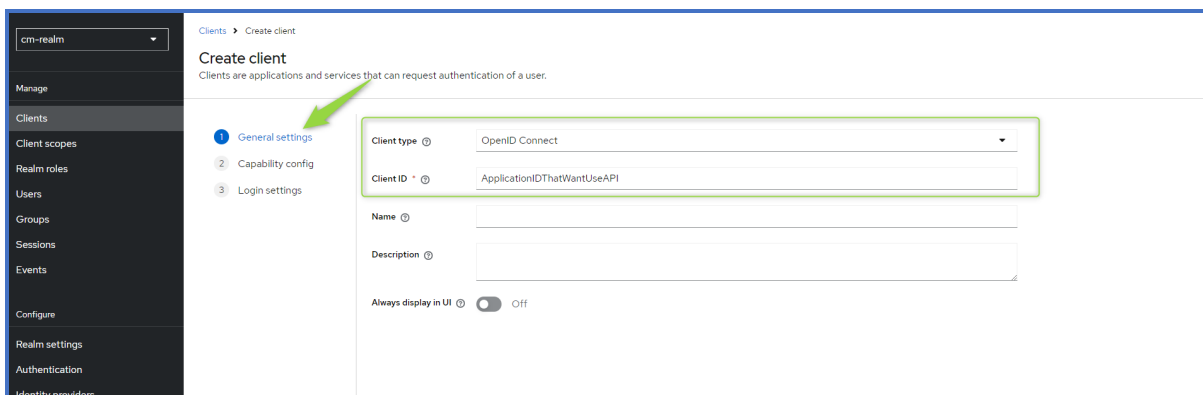 cm-realm
Manage
Clients
Client scopes
Realm roles
Users
Groups
Sessions
Events
Configure
Realm settings
Authentication
Identity providers
Clients > Create client
Create client
Clients are applications and services that can request authentication of a user.
1 General settings
2 Capability config
3 Login settings
Client type
OpenID Connect
Client ID *
ApplicationIDThatWantUseAPI
Name
Description
Always display in UI
Off